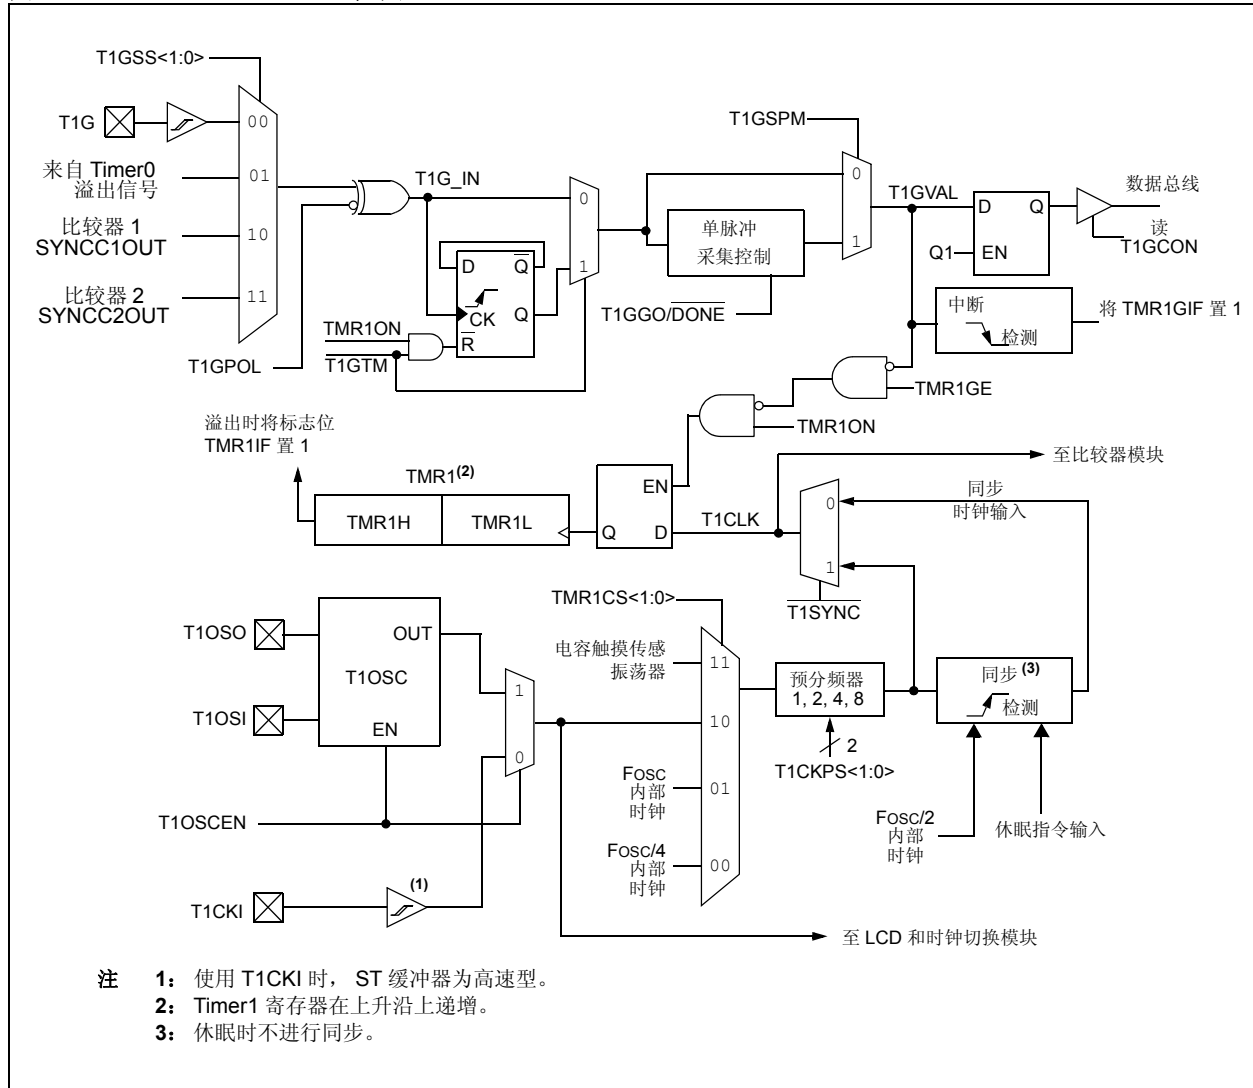 T1GSS<1:0>
T1G
00
来自 Timer0
溢出信号
01
比较器 1
SYNCC1OUT
10
比较器 2
SYNCC2OUT
11
T1GPOL
T1G_IN
D
Q
CK
Q
R
TMR1ON
T1GTM
0
1
T1GSPM
单脉冲
采集控制
T1GGO/DONE
0
1
T1GVAL
D
Q
Q1
EN
数据总线
读
T1GCON
中断
检测
将 TMR1GIF 置 1
TMR1GE
TMR1ON
溢出时将标志位
TMR1IF 置 1
TMR1(2)
TMR1H
TMR1L
EN
Q
D
T1CLK
至比较器模块
0
1
同步
时钟输入
T1SYNC
TMR1CS<1:0>
T1OSO
OUT
T1OSC
T1OSI
EN
1
0
T1OSCEN
T1CKI
(1)
电容触摸传感
振荡器
11
10
FOSC
内部
时钟
01
FOSC/4
内部
时钟
00
预分频器
1, 2, 4, 8
2
T1CKPS<1:0>
同步(3)
检测
FOSC/2
内部
时钟
休眠指令输入
至 LCD 和时钟切换模块
注 1: 使用 T1CKI 时， ST 缓冲器为高速型。
2: Timer1 寄存器在上升沿上递增。
3: 休眠时不进行同步。